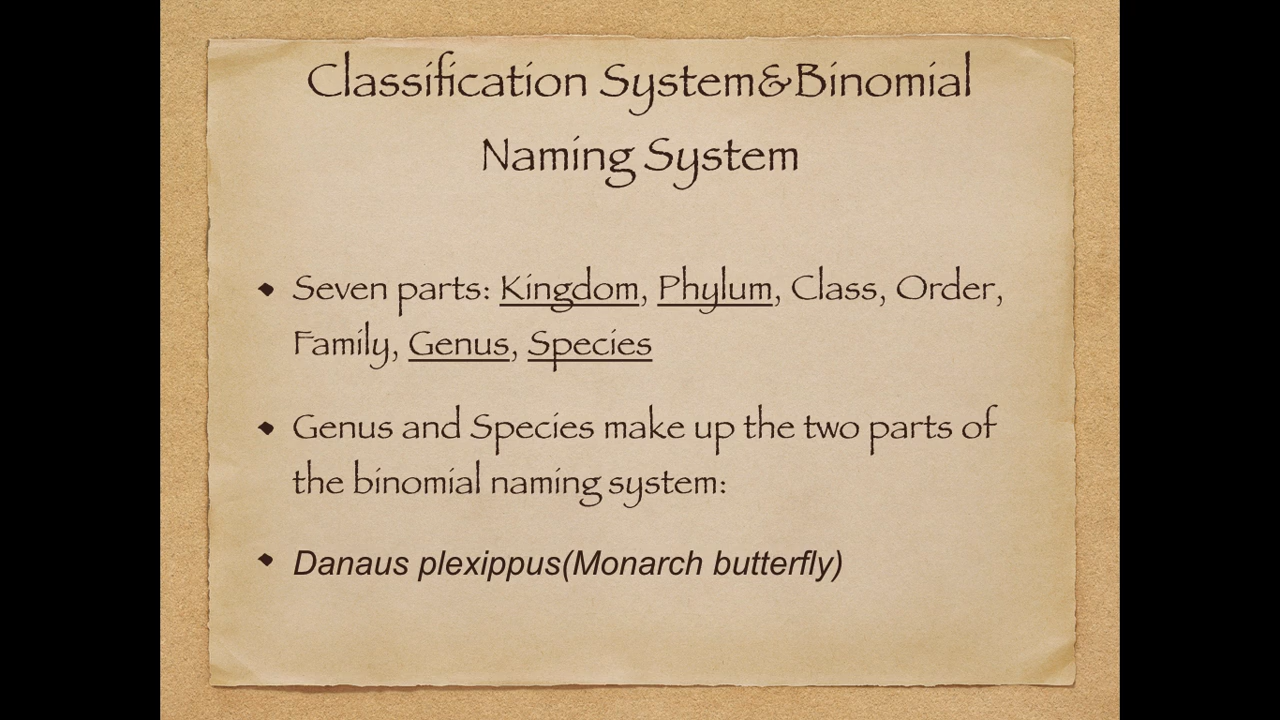 Classification System&Binomial
Naming System
• Seven parts: Kingdom, Phylum, Class, Order,
Family, Genus, Species
• Genus and Species make up the two parts of
the binomial naming system:
• Danaus plexippus(Monarch butterfly)